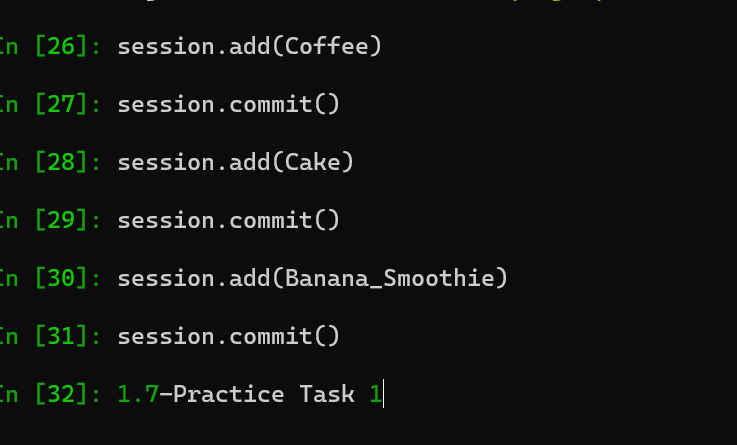 In [26]: session.add(Coffee)
In [27]: session.commit()
In [28]: session.add(Cake)
In [29]: session.commit()
In [30]: session.add(Banana_Smoothie)
In [31]: session.commit()
In [32]: 1.7-Practice Task 1